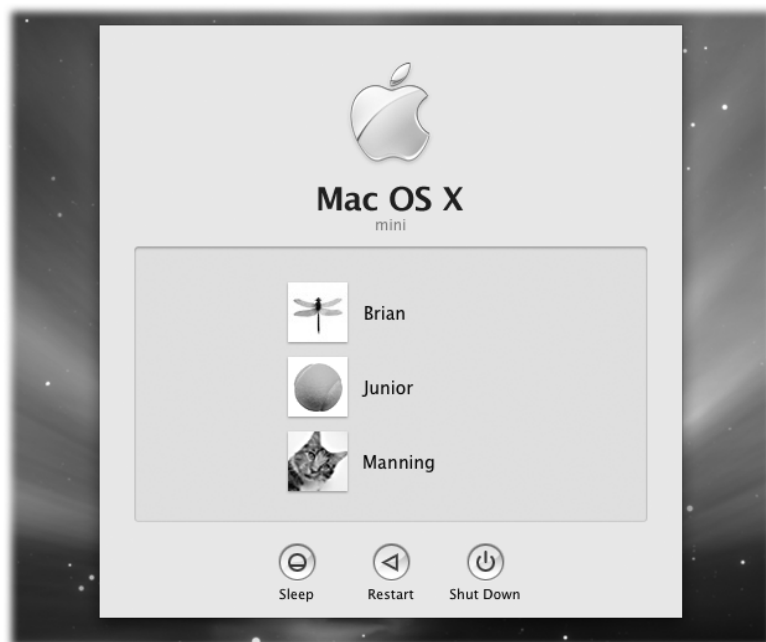 Mac OS X
mini
Brian
Junior
Manning
Sleep Restart Shut Down